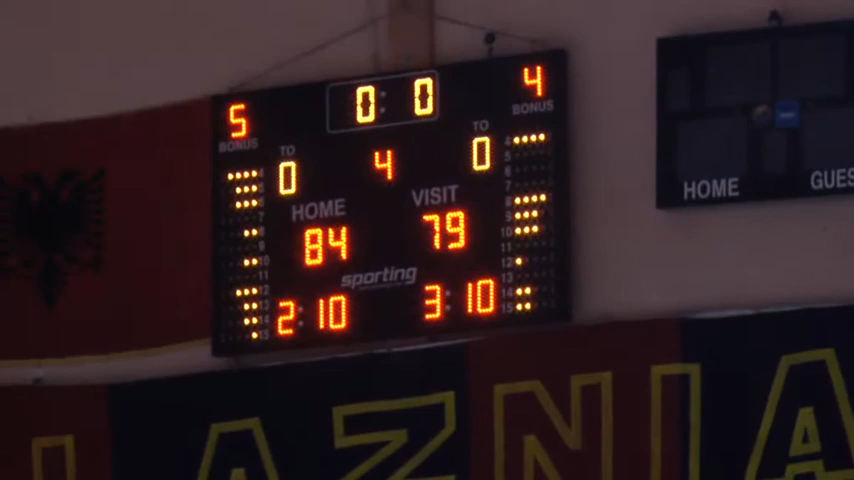 5 0:0 4
BONUS BONUS
TO TO
0 4 0
HOME VISIT
84 79
sporting
2:10 3:10
HOME GUES
LAZNIA